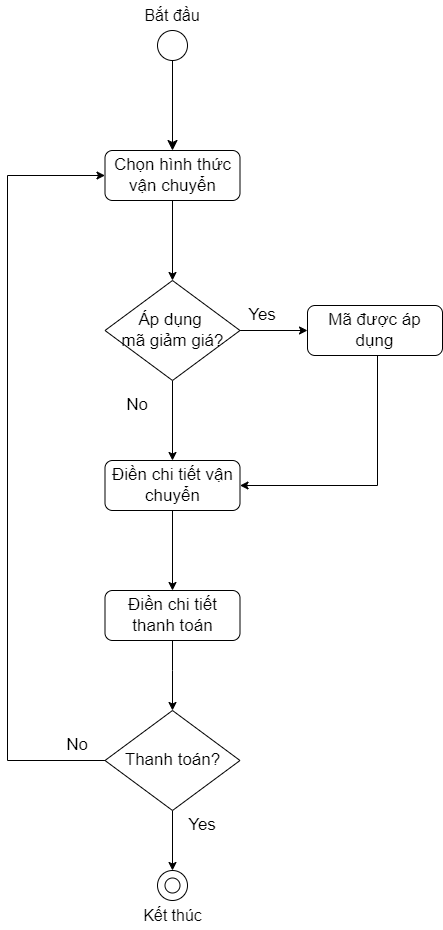 Bắt đầu
Chọn hình thức
vận chuyển
Áp dụng
mã giảm giá?
Yes
Mã được áp
dụng
No
Điền chi tiết vận
chuyển
Điền chi tiết
thanh toán
No
Thanh toán?
Yes
Kết thúc